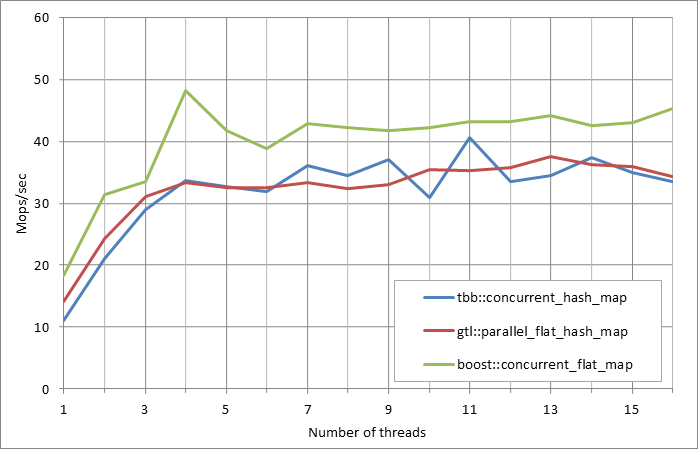 60
50
40
30
20
10
0
Mops/sec
tbb::concurrent_hash_map
gtl::parallel_flat_hash_map
boost::concurrent_flat_map
1 3 5 7 9 11 13 15
Number of threads